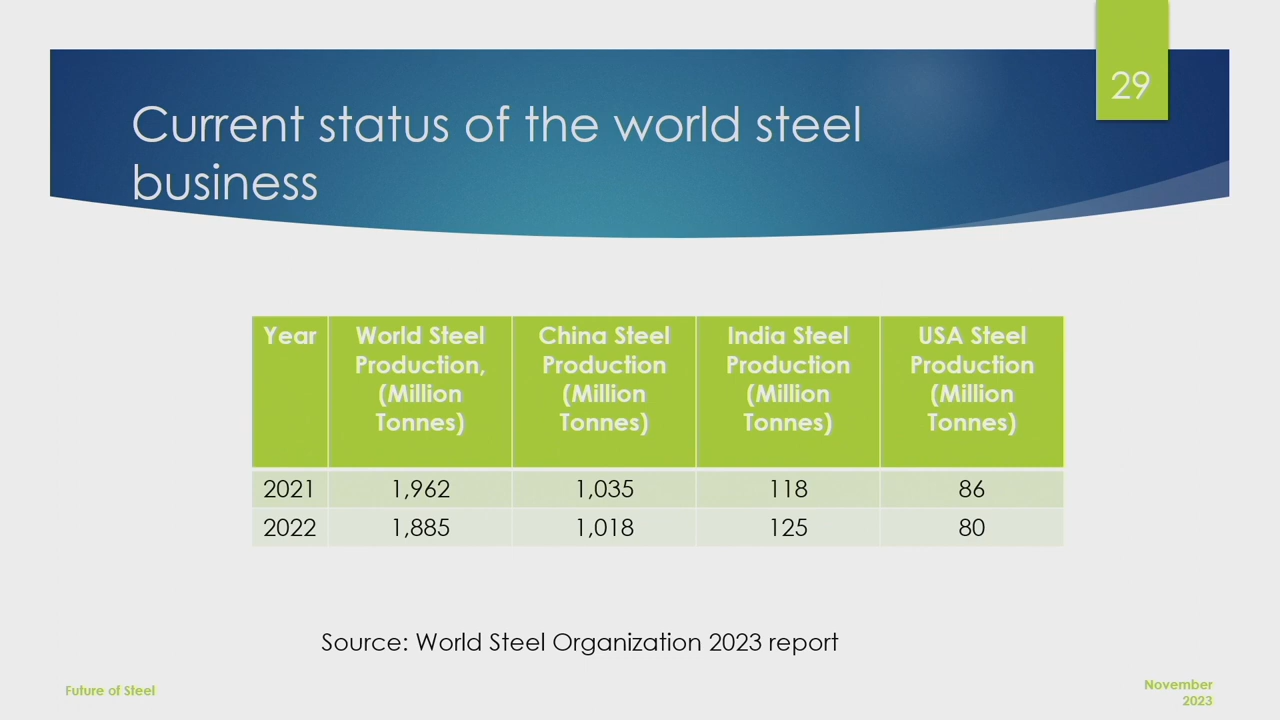 29
Current status of the world steel
business
Year
World Steel
Production,
(Million
Tonnes)
China Steel
Production
(Million
Tonnes)
India Steel
Production
(Million
Tonnes)
USA Steel
Production
(Million
Tonnes)
2021 1,962 1,035 118 86
2022 1,885 1,018 125 80
Source: World Steel Organization 2023 report
Future of Steel
November
2023